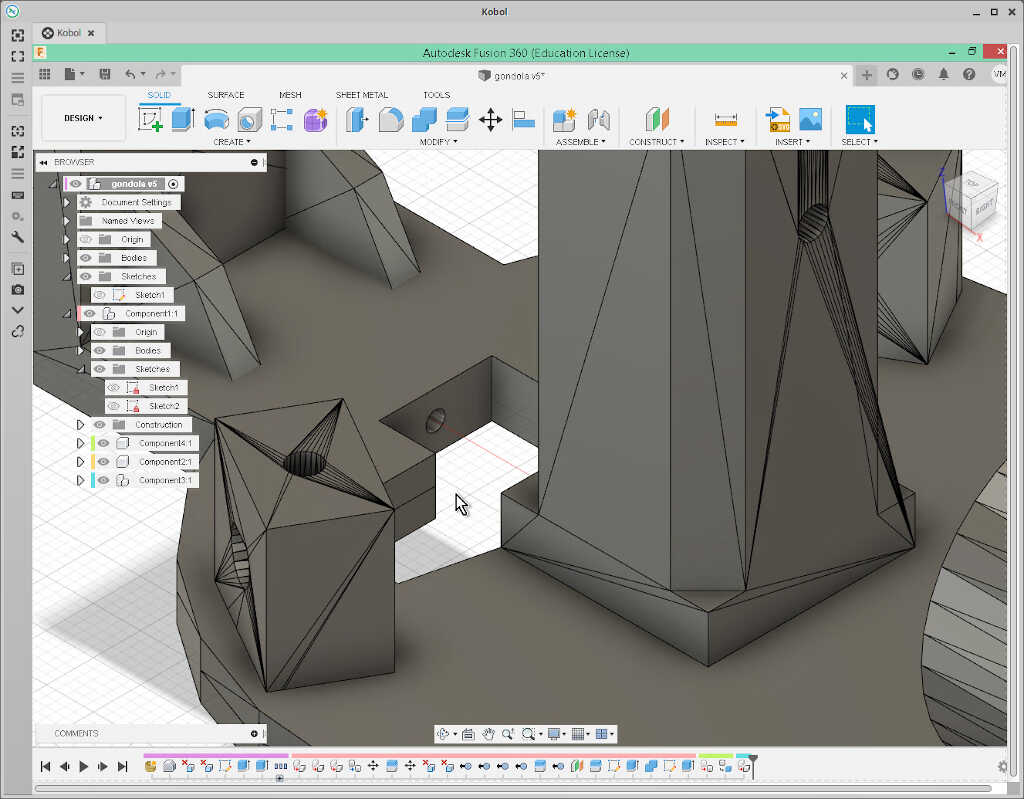 Kobol
Kobol
Autodesk Fusion 360 (Education License)
gondola v5*
VM
SOLID SURFACE MESH SHEET METAL TOOLS
DESIGN
CREATE MODIFY ASSEMBLE CONSTRUCT INSPECT INSERT SELECT
BROWSER
gondola v5
Document Settings
Named Views
Origin
Bodies
Sketches
Sketch1
Component1:1
Origin
Bodies
Sketches
Sketch1
Sketch2
Construction
Component4:1
Component2:1
Component3:1
Z
TOP
RIGHT
X
COMMENTS